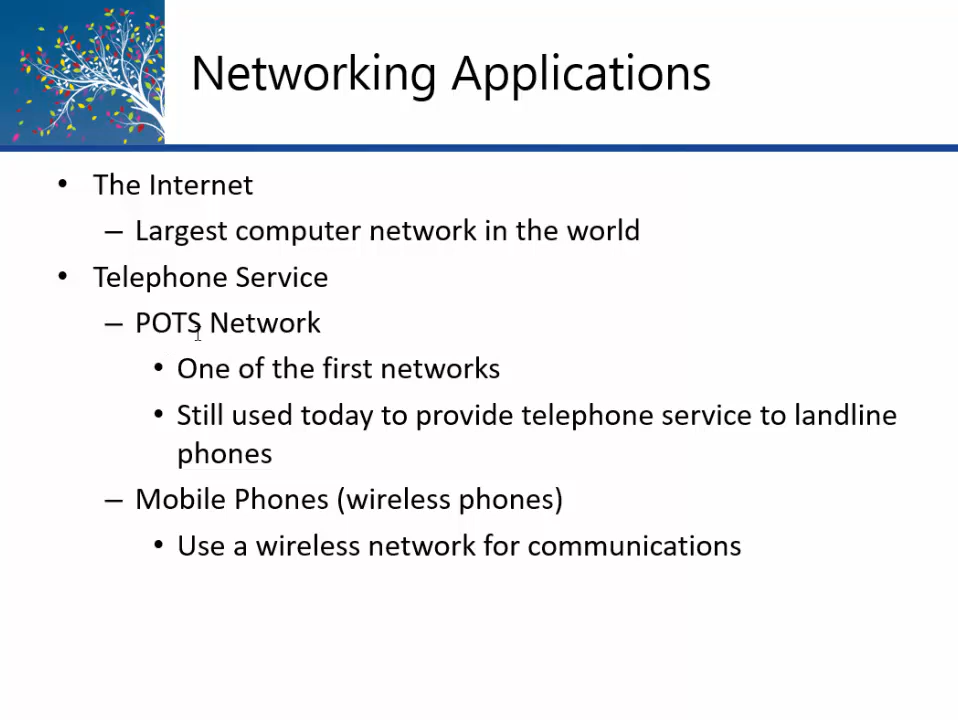 Networking Applications
• The Internet
– Largest computer network in the world
• Telephone Service
– POTS Network
• One of the first networks
• Still used today to provide telephone service to landline
phones
– Mobile Phones (wireless phones)
• Use a wireless network for communications